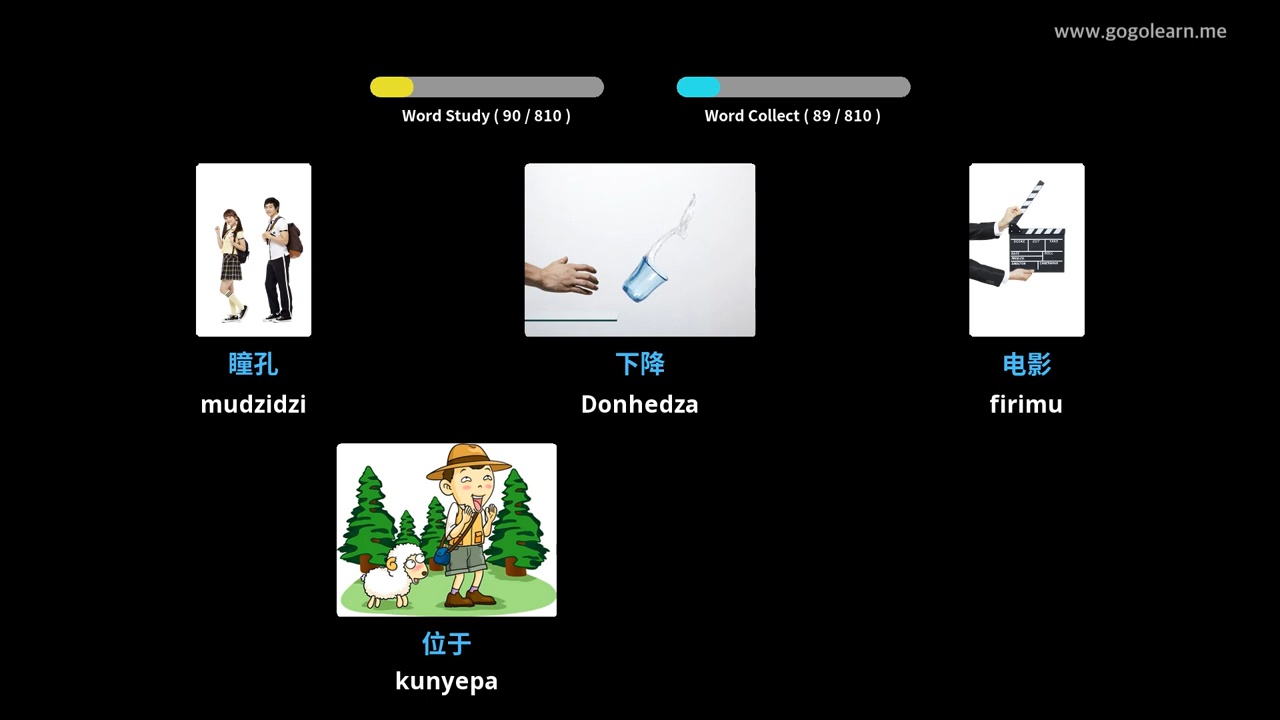 www.gogolearn.me
Word Study ( 90 / 810 )
Word Collect ( 89 / 810 )
瞳孔
下降
电影
mudzidzi
Donhedza
firimu
位于
kunyepa